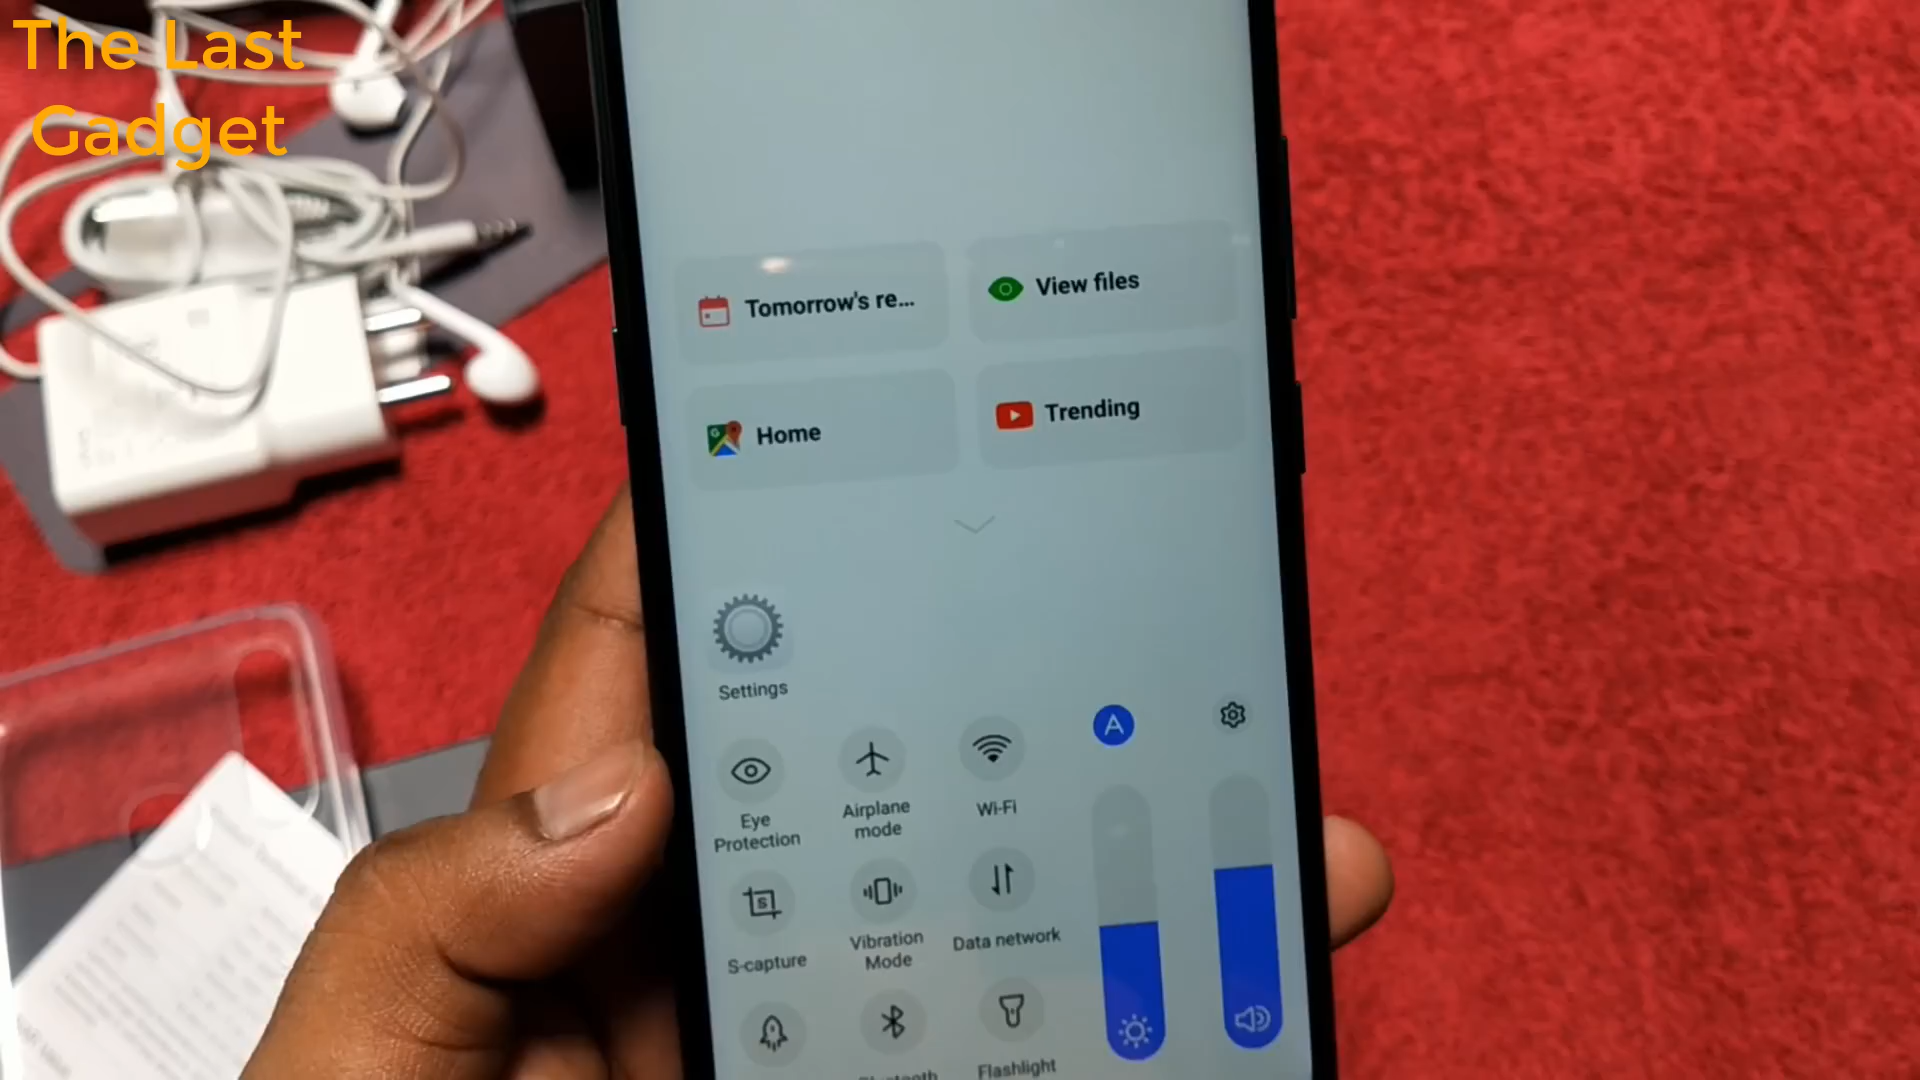 The Last
Gadget
Tomorrow's re...
View files
Home
Trending
Settings
A
Eye
Protection
Airplane
mode
Wi-Fi
S
S-capture
Vibration
Mode
Data network
Bluetooth
Flashlight